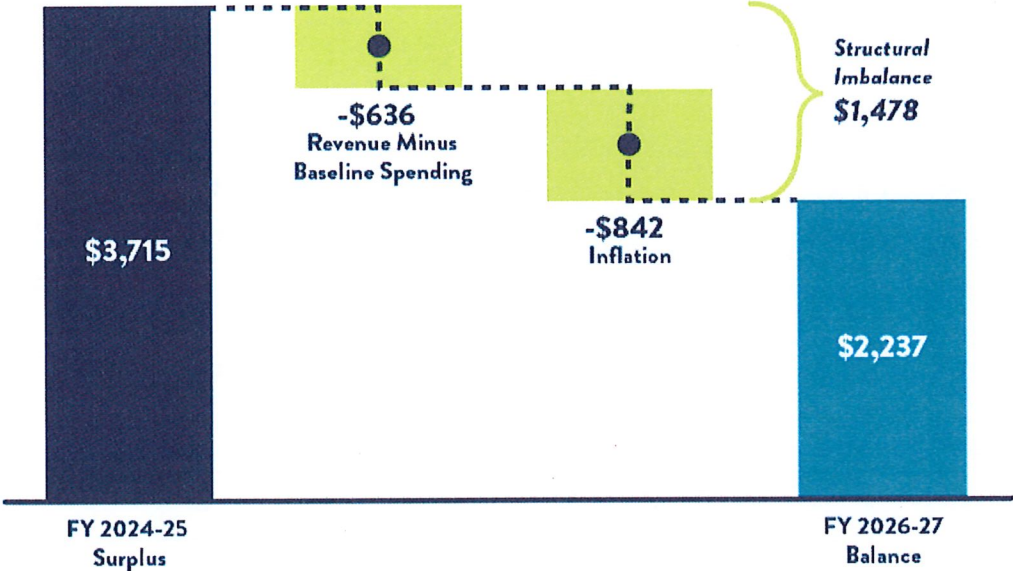 Structural
Imbalance
$1,478
-$636
Revenue Minus
Baseline Spending
-$842
Inflation
$3,715
$2,237
FY 2024-25
Surplus
FY 2026-27
Balance